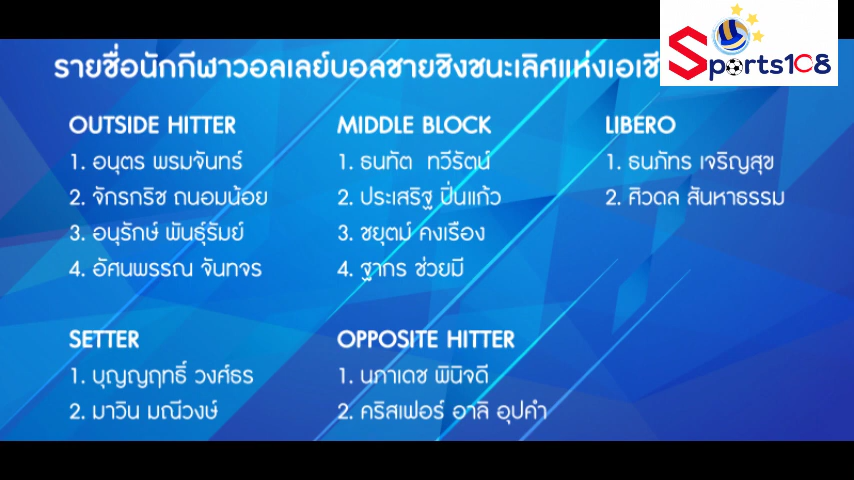 รายชื่อนักกีฬาวอลเลย์บอลชายชิงชนะเลิศแห่งเอเชี
Sports108
OUTSIDE HITTER
1. อนุตร พรมจันทร์
2. จักรกริช ถนอมน้อย
3. อนุรักษ์ พันธุ์รัมย์
4. อัศนพรรณ จันทจร
MIDDLE BLOCK
1. ธนทัต ทวีรัตน์
2. ประเสริฐ ปิ่นแก้ว
3. ชยุตม์ คงเรือง
4. ฐากร ช่วยมี
LIBERO
1. ธนภัทร เจริญสุข
2. ศิวดล สันหาธรรม
SETTER
1. บุญญฤทธิ์ วงศ์ธร
2. มาวิน มณีวงษ์
OPPOSITE HITTER
1. นภาเดช พินิจดี
2. คริสเฟอร์ อาลิ อุปคำ